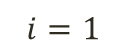 i = 1